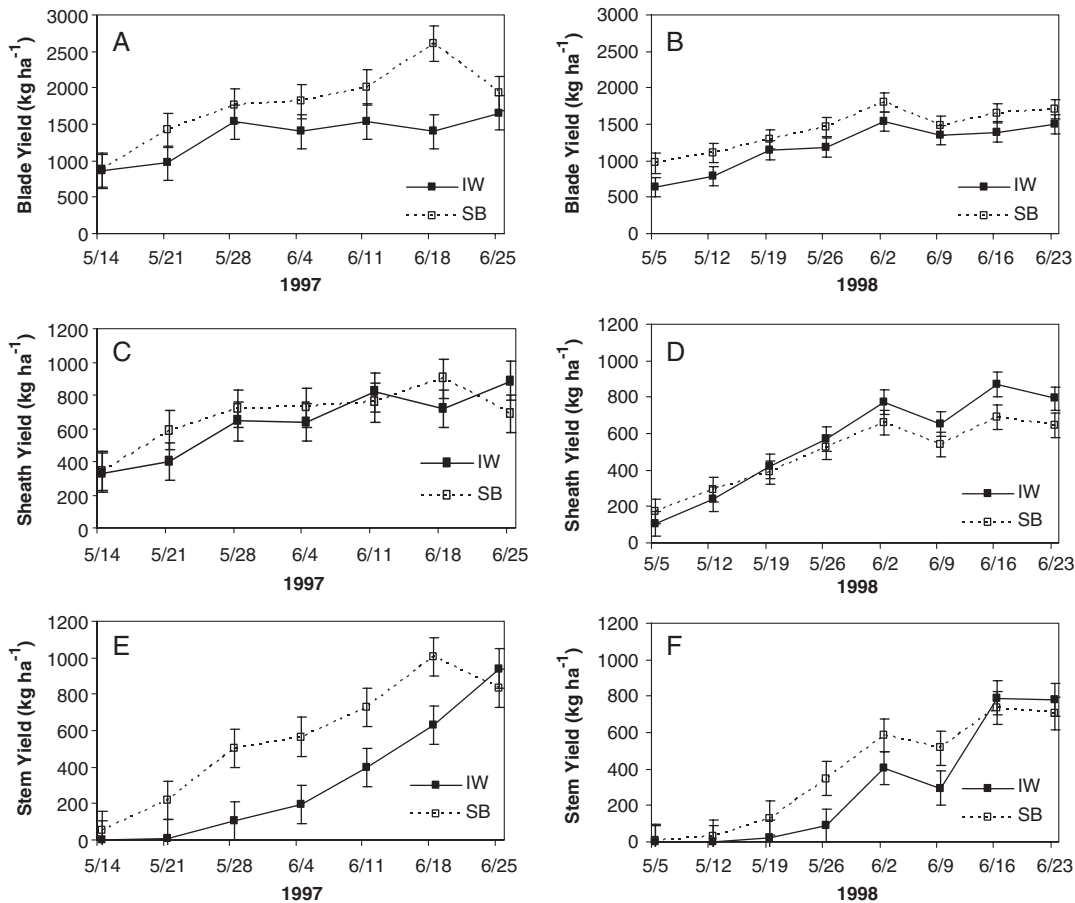 A
Blade Yield (kg ha⁻¹)
3000
2500
2000
1500
1000
500
0
IW
SB
5/14 5/21 5/28 6/4 6/11 6/18 6/25
1997
B
Blade Yield (kg ha⁻¹)
3000
2500
2000
1500
1000
500
0
IW
SB
5/5 5/12 5/19 5/26 6/2 6/9 6/16 6/23
1998
C
Sheath Yield (kg ha⁻¹)
1200
1000
800
600
400
200
0
IW
SB
5/14 5/21 5/28 6/4 6/11 6/18 6/25
1997
D
Sheath Yield (kg ha⁻¹)
1200
1000
800
600
400
200
0
IW
SB
5/5 5/12 5/19 5/26 6/2 6/9 6/16 6/23
1998
E
Stem Yield (kg ha⁻¹)
1200
1000
800
600
400
200
0
IW
SB
5/14 5/21 5/28 6/4 6/11 6/18 6/25
1997
F
Stem Yield (kg ha⁻¹)
1200
1000
800
600
400
200
0
IW
SB
5/5 5/12 5/19 5/26 6/2 6/9 6/16 6/23
1998